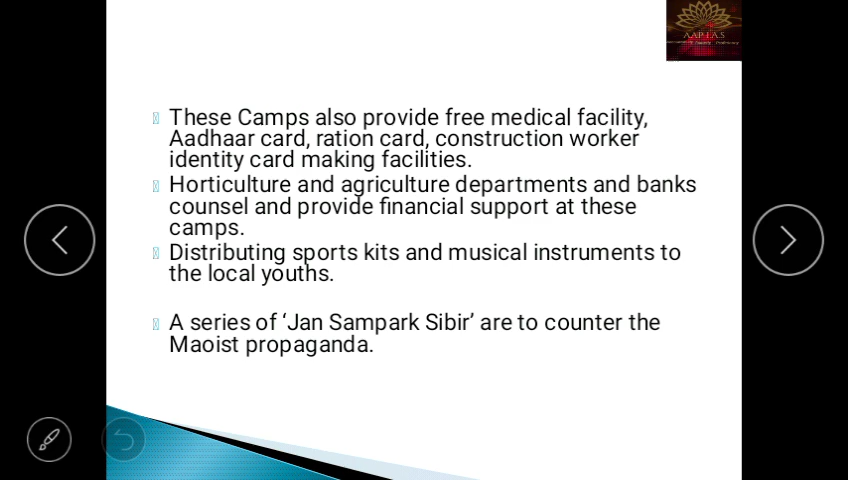 AAP I.A.S
These Camps also provide free medical facility,
Aadhaar card, ration card, construction worker
identity card making facilities.
Horticulture and agriculture departments and banks
counsel and provide financial support at these
camps.
Distributing sports kits and musical instruments to
the local youths.
A series of ‘Jan Sampark Sibir’ are to counter the
Maoist propaganda.